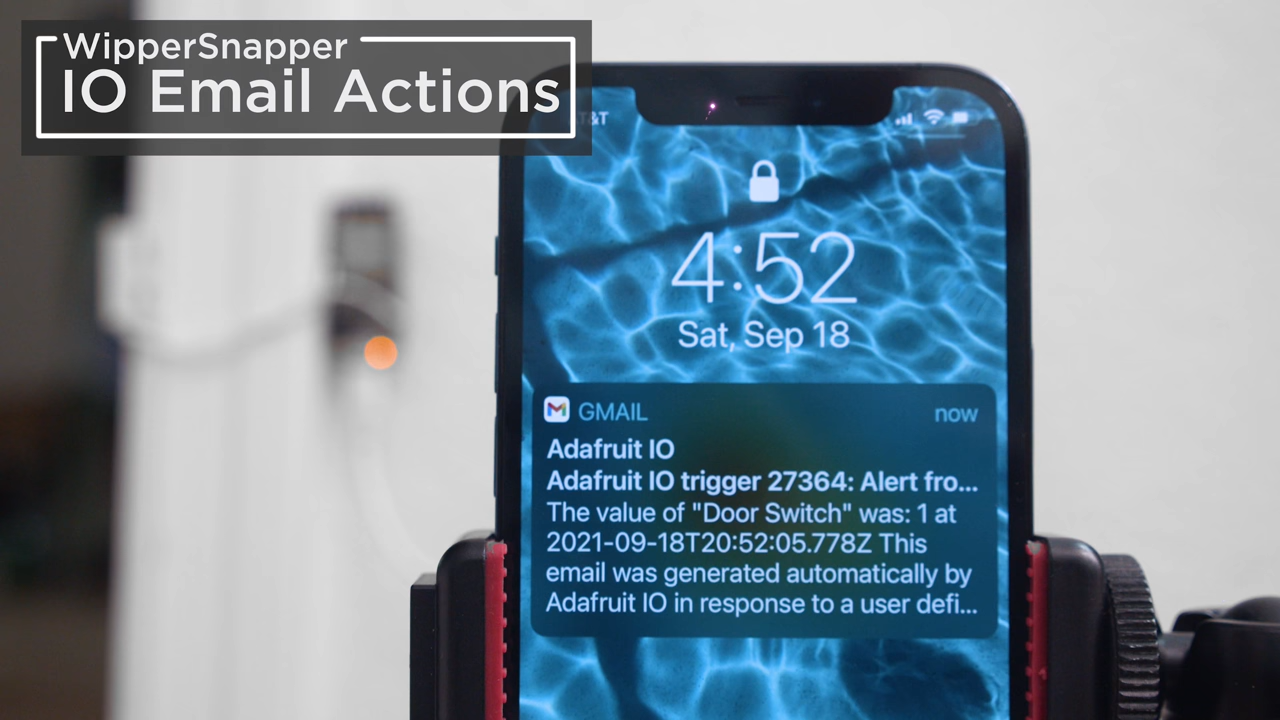 WipperSnapper
IO Email Actions
AT&T
4:52
Sat, Sep 18
GMAIL
now
Adafruit IO
Adafruit IO trigger 27364: Alert fro...
The value of "Door Switch" was: 1 at
2021-09-18T20:52:05.778Z This
email was generated automatically by
Adafruit IO in response to a user defi...